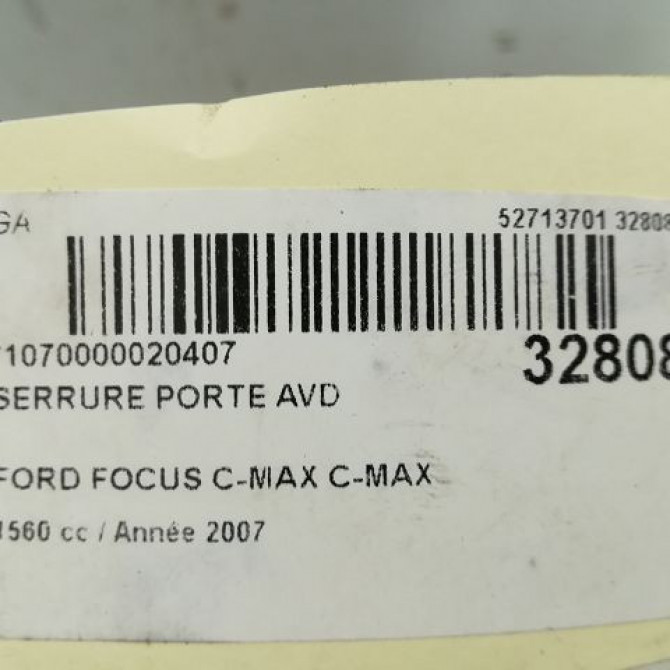 GA 52713701 32808
1070000020407 32808
SERRURE PORTE AVD
FORD FOCUS C-MAX C-MAX
1560 cc / Année 2007